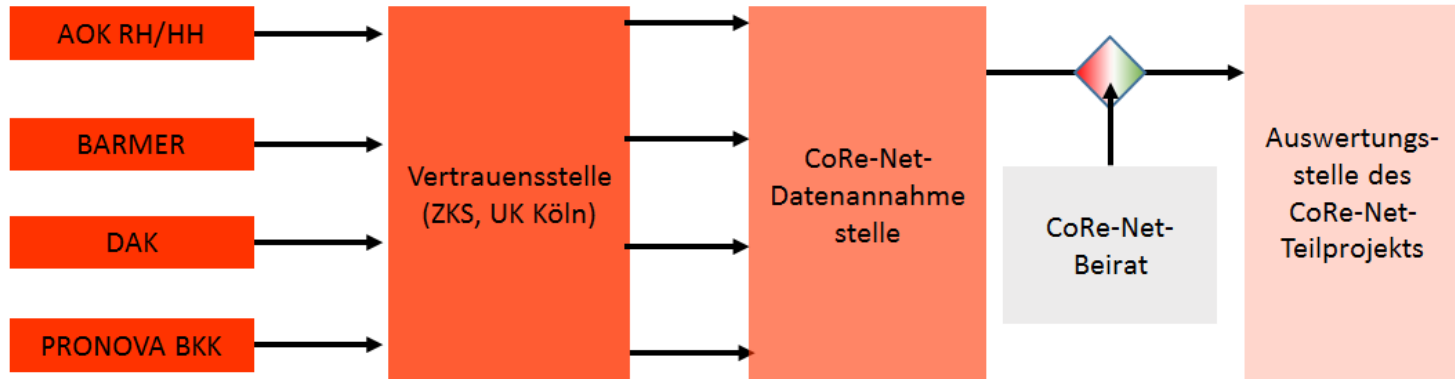 AOK RH/HH
BARMER
DAK
PRONOVA BKK
Vertrauensstelle
(ZKS, UK Köln)
CoRe-Net-
Datenannahme
stelle
CoRe-Net-
Beirat
Auswertungs-
stelle des
CoRe-Net-
Teilprojekts